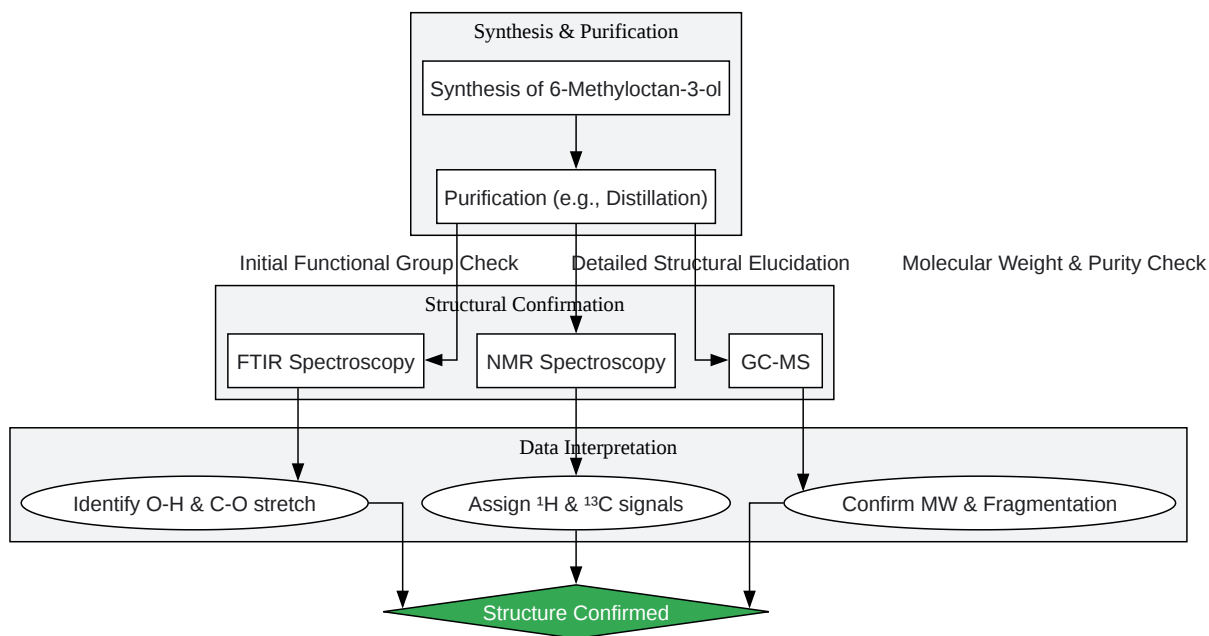 Synthesis & Purification
Synthesis of 6-Methyloctan-3-ol
Purification (e.g., Distillation)
Initial Functional Group Check
Detailed Structural Elucidation
Molecular Weight & Purity Check
Structural Confirmation
FTIR Spectroscopy
NMR Spectroscopy
GC-MS
Data Interpretation
Identify O-H & C-O stretch
Assign ¹H & ¹³C signals
Confirm MW & Fragmentation
Structure Confirmed